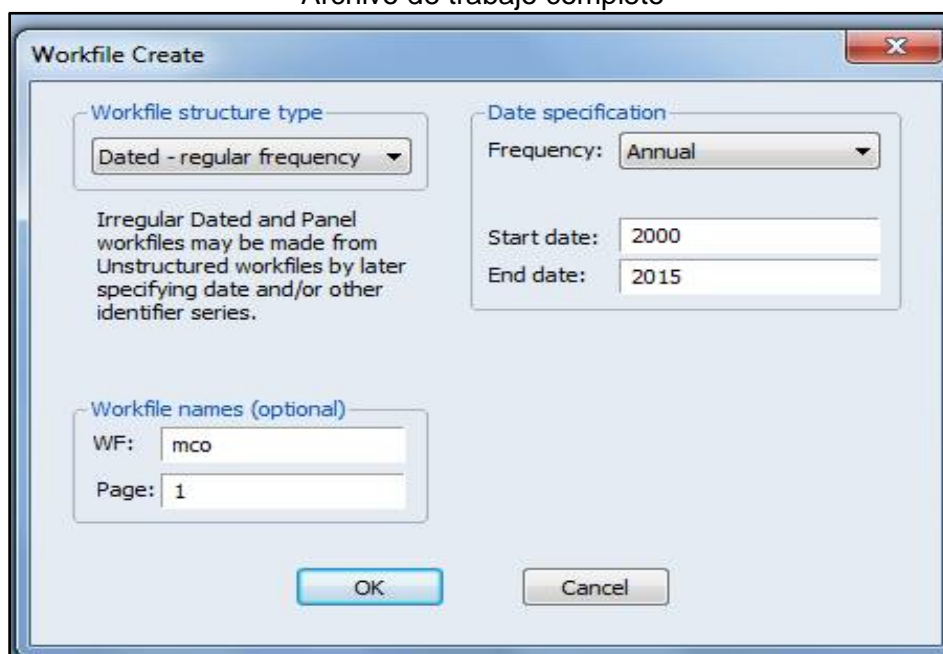 Archivo de trabajo completo
Workfile Create
Workfile structure type
Dated - regular frequency
Irregular Dated and Panel
workfiles may be made from
Unstructured workfiles by later
specifying date and/or other
identifier series.
Date specification
Frequency: Annual
Start date: 2000
End date: 2015
Workfile names (optional)
WF: mco
Page: 1
OK
Cancel